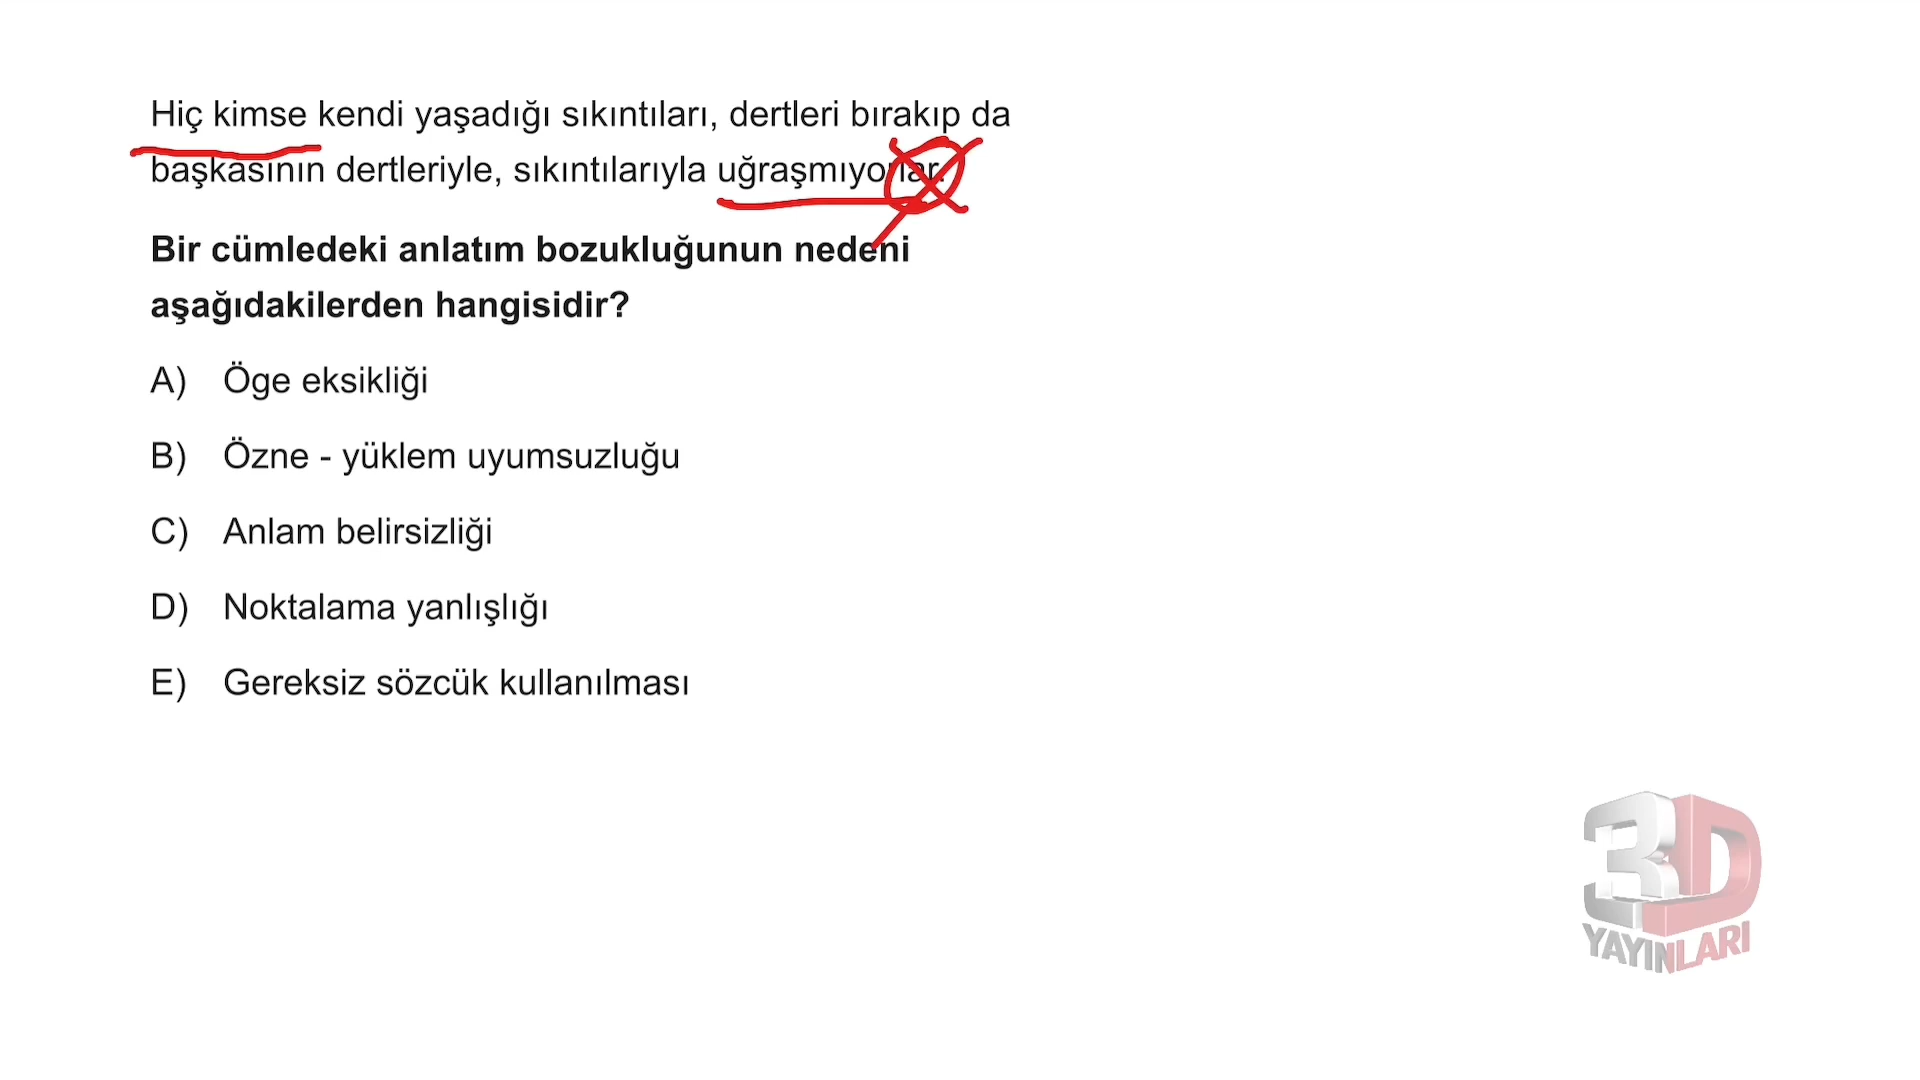 Hiç kimse kendi yaşadığı sıkıntıları, dertleri bırakıp da
başkasının dertleriyle, sıkıntılarıyla uğraşmıyorlar.
Bir cümledeki anlatım bozukluğunun nedeni
aşağıdakilerden hangisidir?
A) Öge eksikliği
B) Özne - yüklem uyumsuzluğu
C) Anlam belirsizliği
D) Noktalama yanlışlığı
E) Gereksiz sözcük kullanılması
3D
YAYINLARI